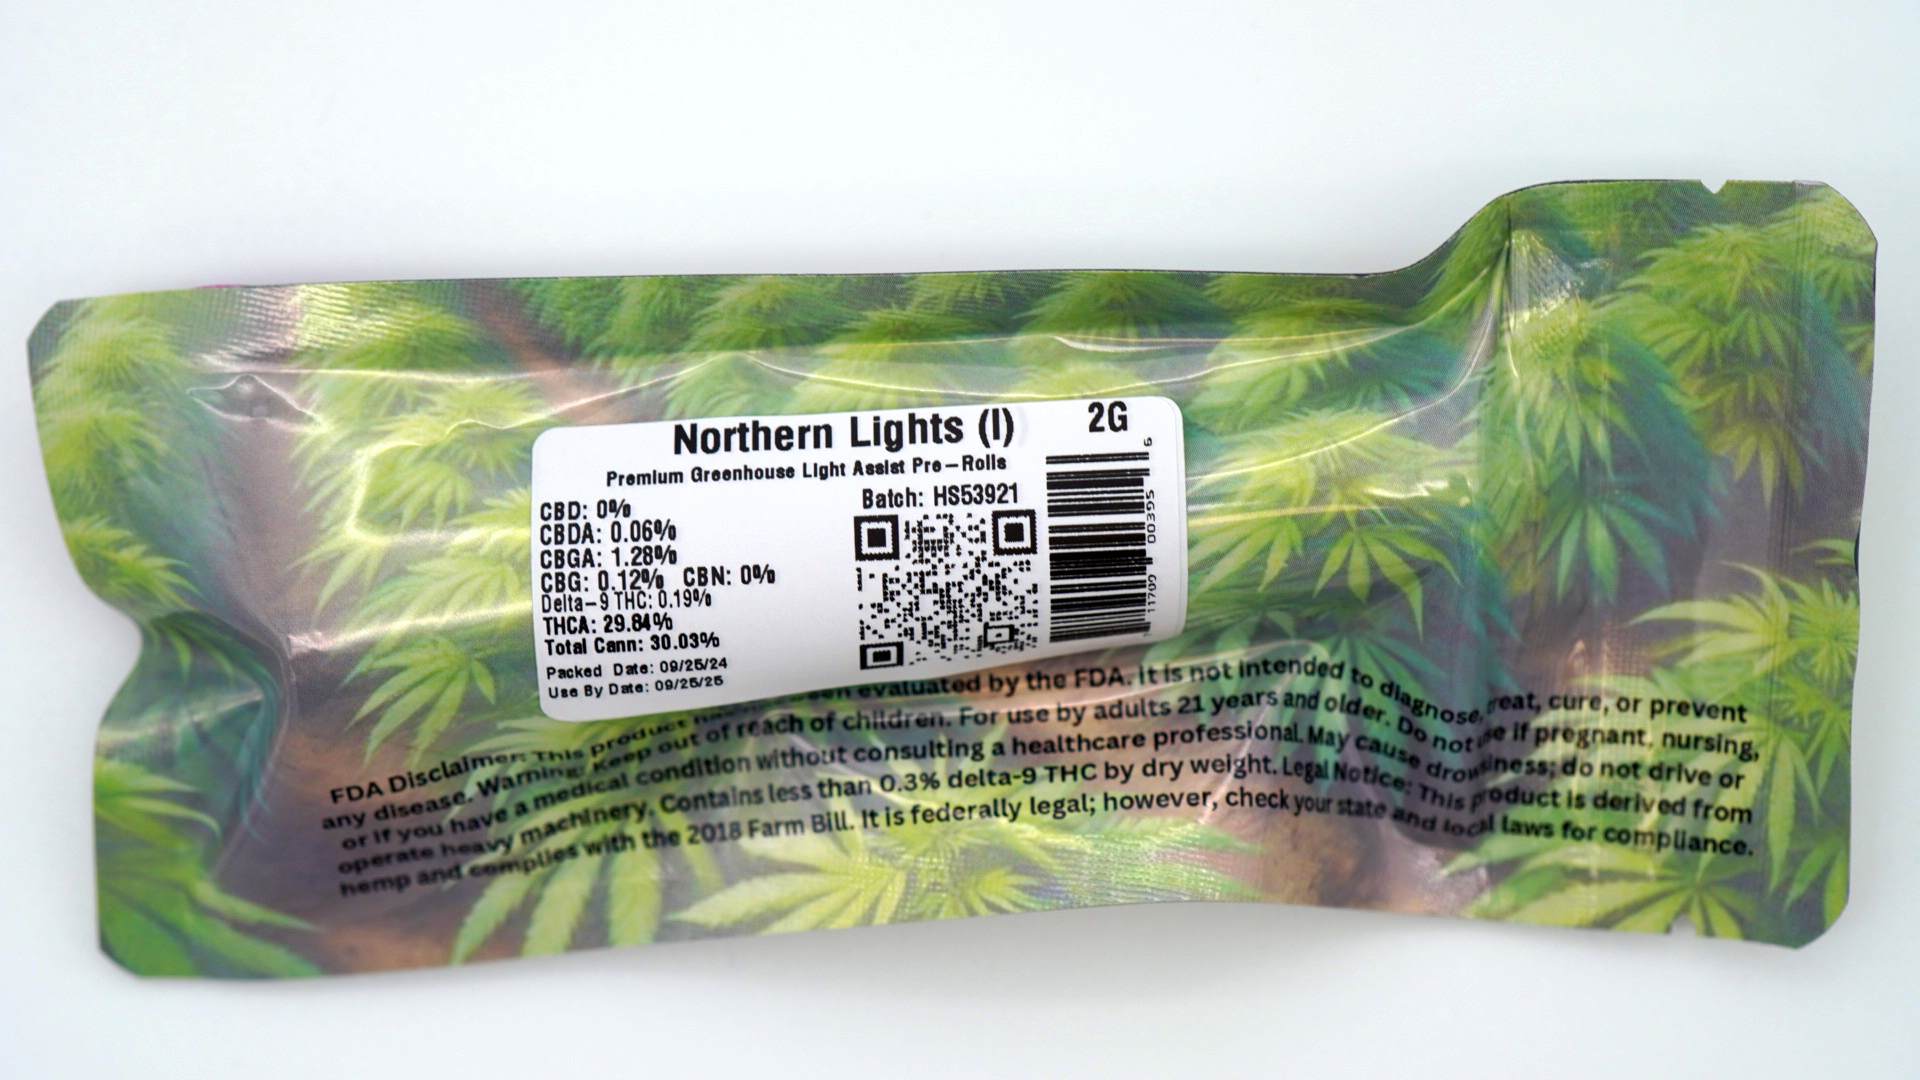 Northern Lights (I) 2G
Premium Greenhouse Light Assist Pre-Rolls
Batch: HS53921
CBD: 0%
CBDA: 0.06%
CBGA: 1.28%
CBG: 0.12% CBN: 0%
Delta-9 THC: 0.19%
THCA: 29.84%
Total Cann: 30.03%
Packed Date: 09/25/24
Use By Date: 09/25/25
11709 00395 9
FDA Disclaimer: This product has been evaluated by the FDA. It is not intended to diagnose, treat, cure, or prevent
any disease. Warning: Keep out of reach of children. For use by adults 21 years and older. Do not use if pregnant, nursing,
or if you have a medical condition without consulting a healthcare professional. May cause drowsiness; do not drive or
operate heavy machinery. Contains less than 0.3% delta-9 THC by dry weight. Legal Notice: This product is derived from
hemp and complies with the 2018 Farm Bill. It is federally legal; however, check your state and local laws for compliance.